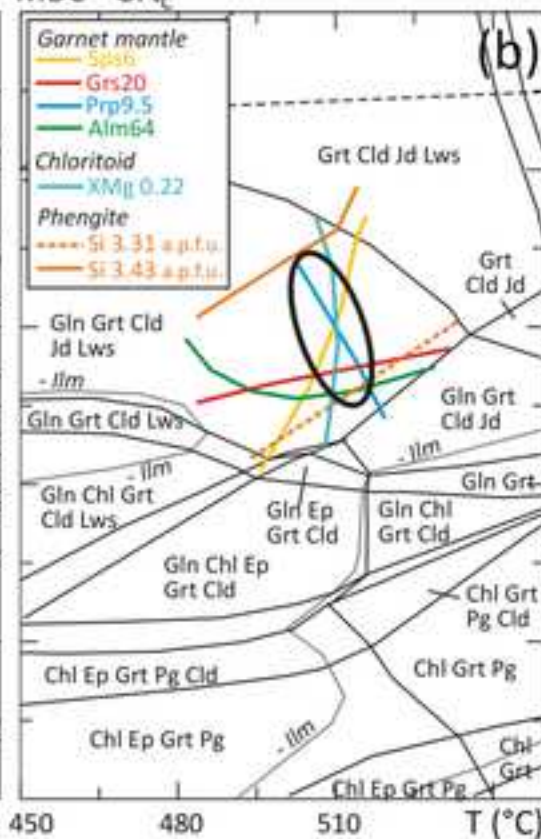 (b)
Garnet mantle
Sps6
Grs20
Prp9.5
Alm64
Chloritoid
XMg 0.22
Phengite
Si 3.31 a.p.f.u.
Si 3.43 a.p.f.u.
Grt Cld Jd Lws
Grt
Cld Jd
Gln Grt Cld
Jd Lws
- Ilm
Gln Grt Cld Lws
Gln Grt
Cld Jd
- Ilm
- Ilm
Gln Grt
Gln Chl Grt
Cld Lws
Gln Ep
Grt Cld
Gln Chl
Grt Cld
Gln Chl Ep
Grt Cld
Chl Grt
Pg Cld
Chl Ep Grt Pg Cld
Chl Grt Pg
Chl Ep Grt Pg
- Ilm
Chl
Grt
Chl Ep Grt Pg
450 480 510 T (°C)